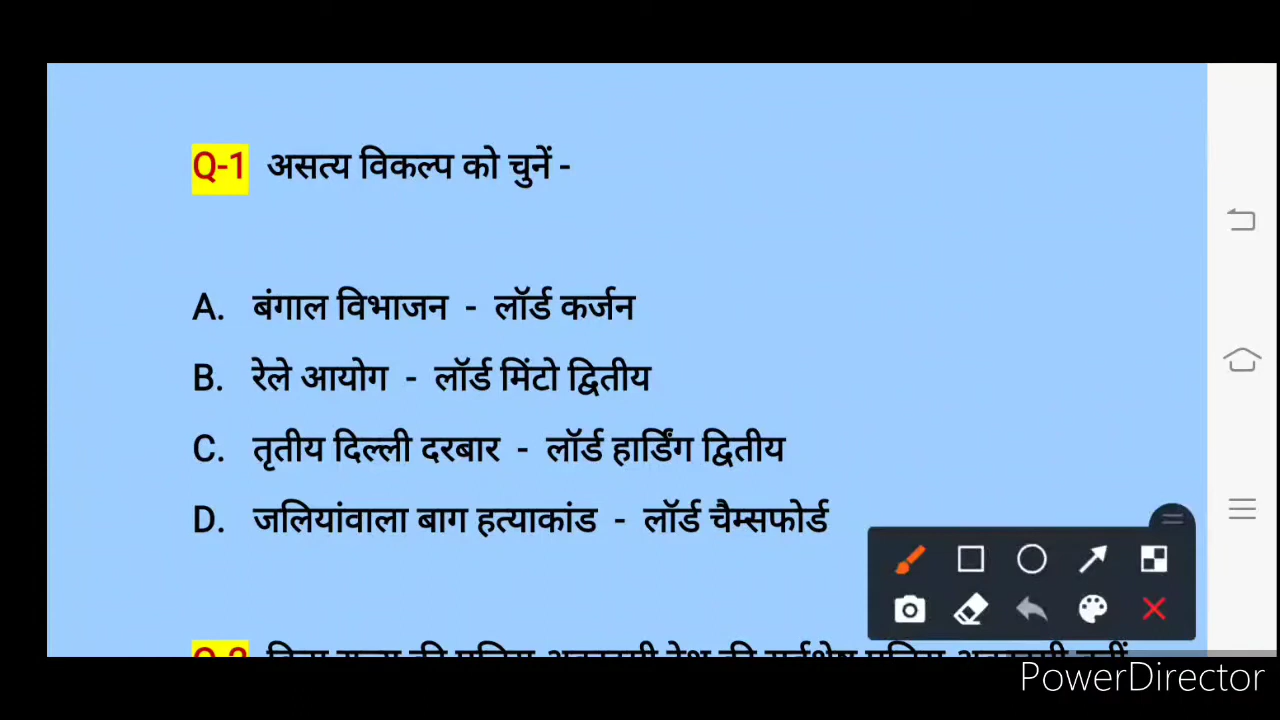 Q-1 असत्य विकल्प को चुनें -
A. बंगाल विभाजन - लॉर्ड कर्जन
B. रेले आयोग - लॉर्ड मिंटो द्वितीय
C. तृतीय दिल्ली दरबार - लॉर्ड हार्डिंग द्वितीय
D. जलियांवाला बाग हत्याकांड - लॉर्ड चैम्सफोर्ड
PowerDirector